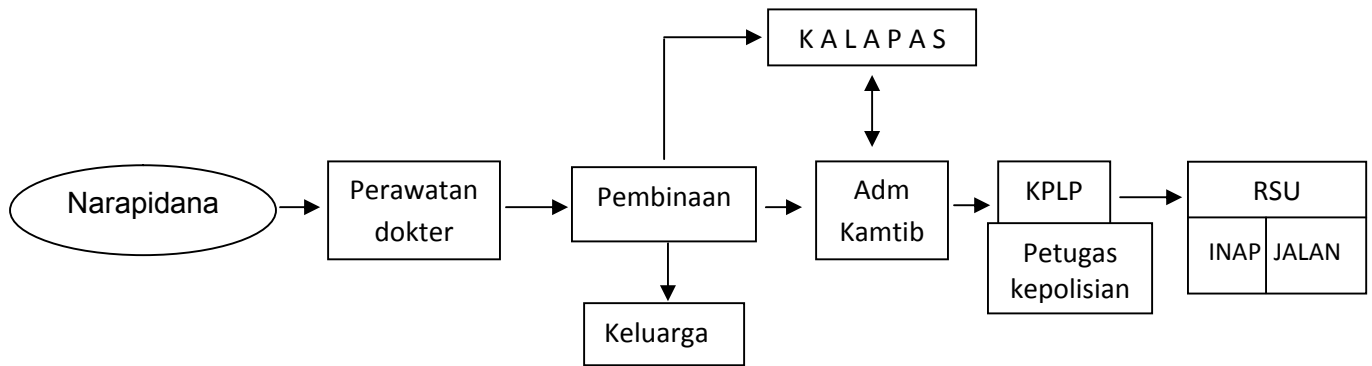 K A L A P A S
Narapidana
Perawatan
dokter
Pembinaan
Adm
Kamtib
KPLP
Petugas
kepolisian
RSU
INAP JALAN
Keluarga